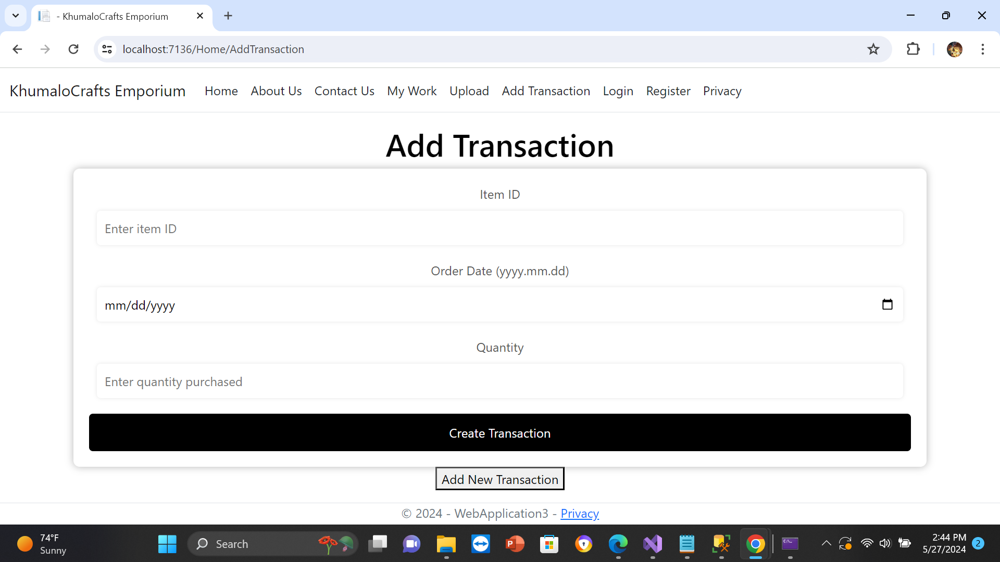 - KhumaloCrafts Emporium
localhost:7136/Home/AddTransaction
KhumaloCrafts Emporium Home About Us Contact Us My Work Upload Add Transaction Login Register Privacy
Add Transaction
Item ID
Enter item ID
Order Date (yyyy.mm.dd)
mm/dd/yyyy
Quantity
Enter quantity purchased
Create Transaction
Add New Transaction
© 2024 - WebApplication3 - Privacy
74°F
Sunny
Search
2:44 PM
5/27/2024
2